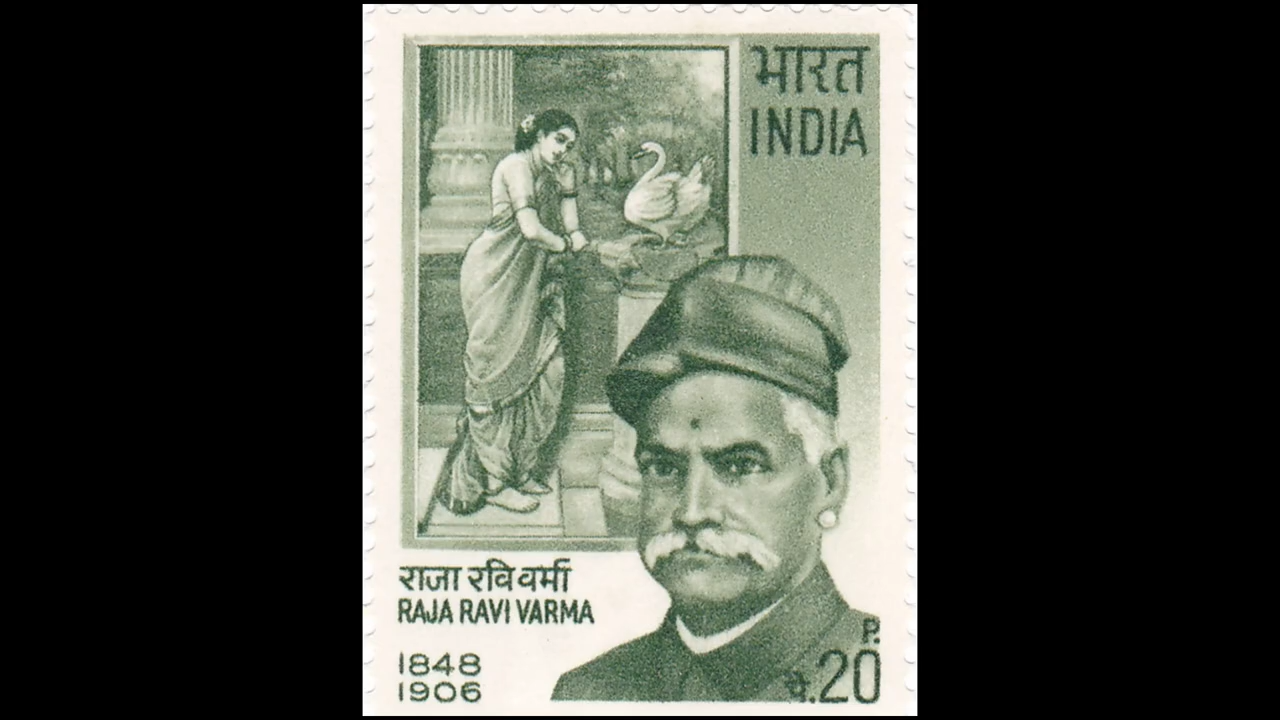 भारत
INDIA
राजा रवि वर्मा
RAJA RAVI VARMA
1848
1906
P.
पै.20